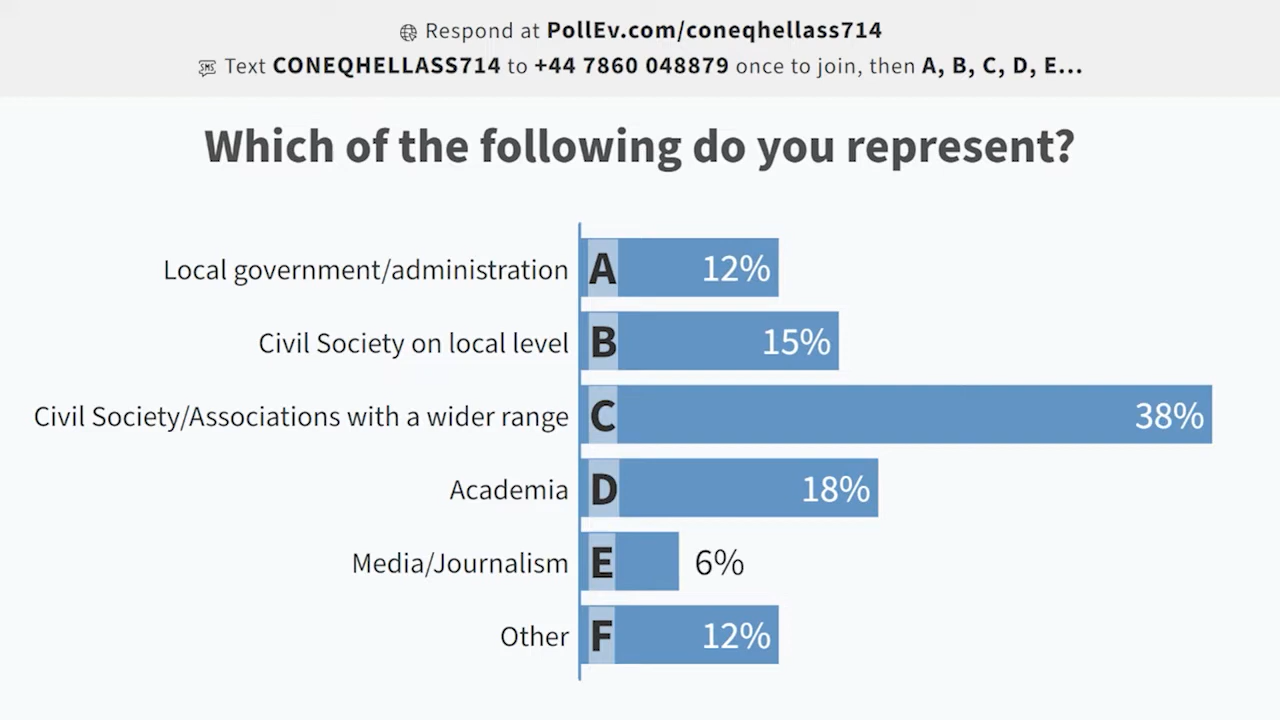 Respond at PollEv.com/coneqhellass714
SMS Text CONEQHELLASS714 to +44 7860 048879 once to join, then A, B, C, D, E...
Which of the following do you represent?
Local government/administration A 12%
Civil Society on local level B 15%
Civil Society/Associations with a wider range C 38%
Academia D 18%
Media/Journalism E 6%
Other F 12%